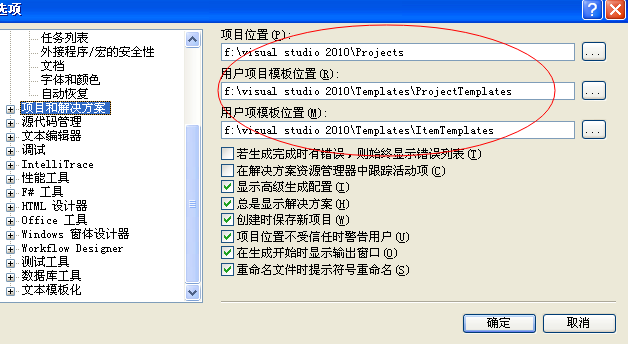 选项
任务列表
外接程序/宏的安全性
文档
字体和颜色
自动恢复
项目和解决方案
源代码管理
文本编辑器
调试
IntelliTrace
性能工具
F# 工具
HTML 设计器
Office 工具
Windows 窗体设计器
Workflow Designer
测试工具
数据库工具
文本模板化
项目位置(P):
f:\visual studio 2010\Projects
...
用户项目模板位置(R):
f:\visual studio 2010\Templates\ProjectTemplates
...
用户项模板位置(M):
f:\visual studio 2010\Templates\ItemTemplates
...
若生成完成时有错误，则始终显示错误列表(T)
在解决方案资源管理器中跟踪活动项(C)
显示高级生成配置(I)
总是显示解决方案(H)
创建时保存新项目(W)
项目位置不受信任时警告用户(U)
在生成开始时显示输出窗口(O)
重命名文件时提示符号重命名(S)
确定
取消